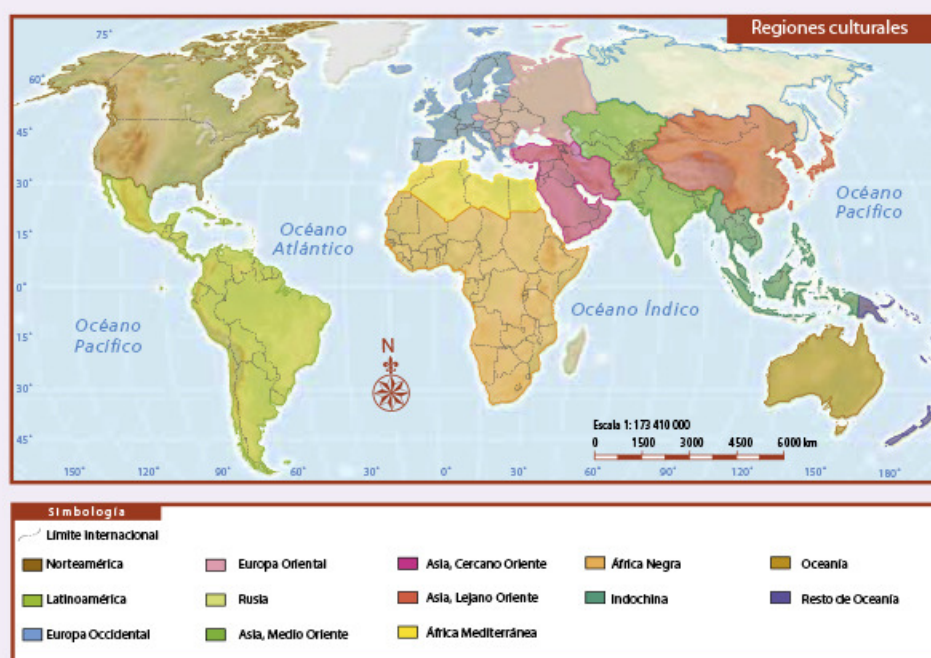 Regiones culturales
75°
60°
45°
30°
15°
0°
15°
30°
45°
Océano
Atlántico
Océano
Pacífico
Océano Índico
Océano
Pacífico
N
Escala 1: 173 410 000
0 1500 3000 4500 6000 km
150° 120° 90° 60° 30° 0° 30° 60° 90° 120° 150° 180°
Simbología
Límite internacional
Norteamérica
Europa Oriental
Asia, Cercano Oriente
África Negra
Oceanía
Latinoamérica
Rusia
Asia, Lejano Oriente
Indochina
Resto de Oceanía
Europa Occidental
Asia, Medio Oriente
África Mediterránea